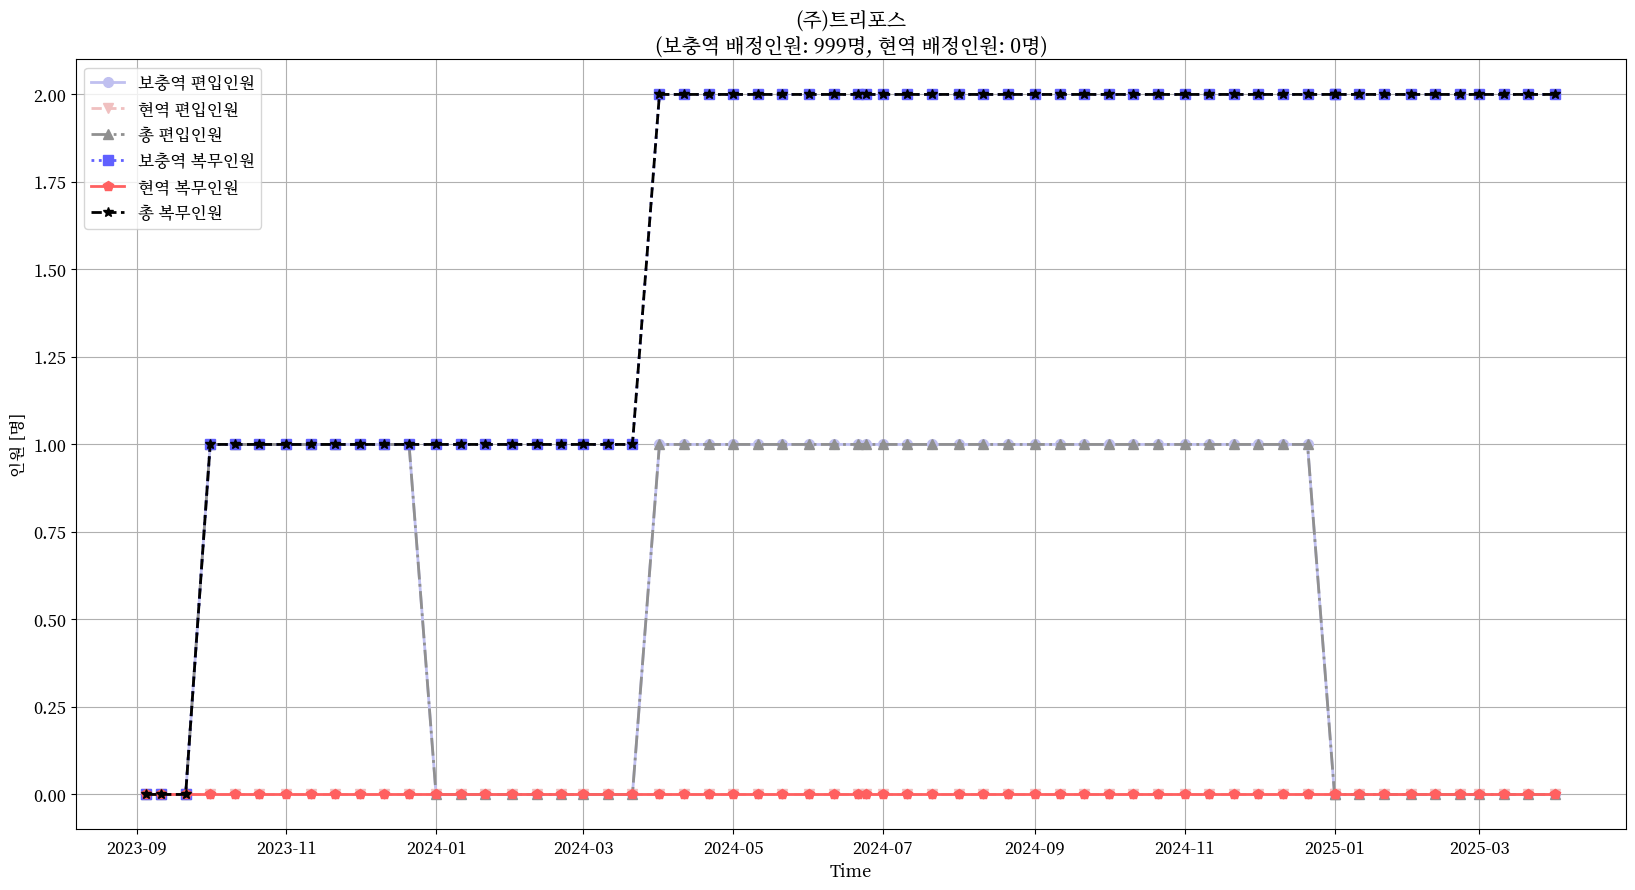 (주)트리포스
(보충역 배정인원: 999명, 현역 배정인원: 0명)
보충역 편입인원
현역 편입인원
총 편입인원
보충역 복무인원
현역 복무인원
총 복무인원
인원 [명]
2.00
1.75
1.50
1.25
1.00
0.75
0.50
0.25
0.00
2023-09
2023-11
2024-01
2024-03
2024-05
2024-07
2024-09
2024-11
2025-01
2025-03
Time